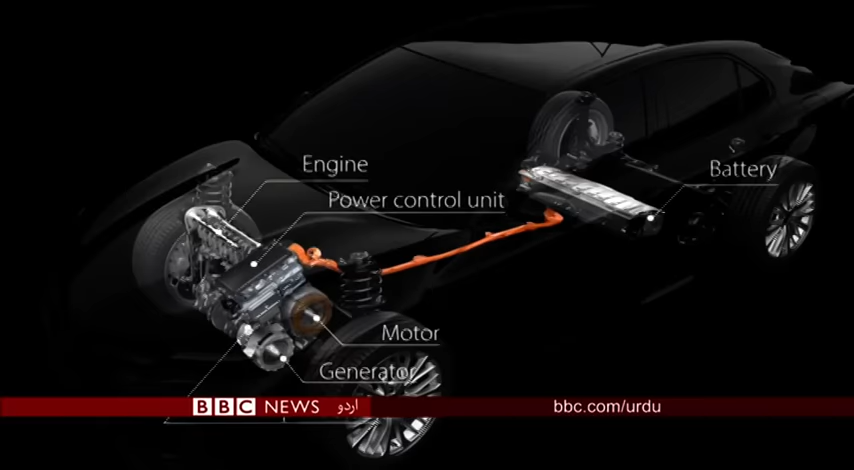 Engine
Power control unit
Battery
Motor
Generator
BBC NEWS اردو
bbc.com/urdu